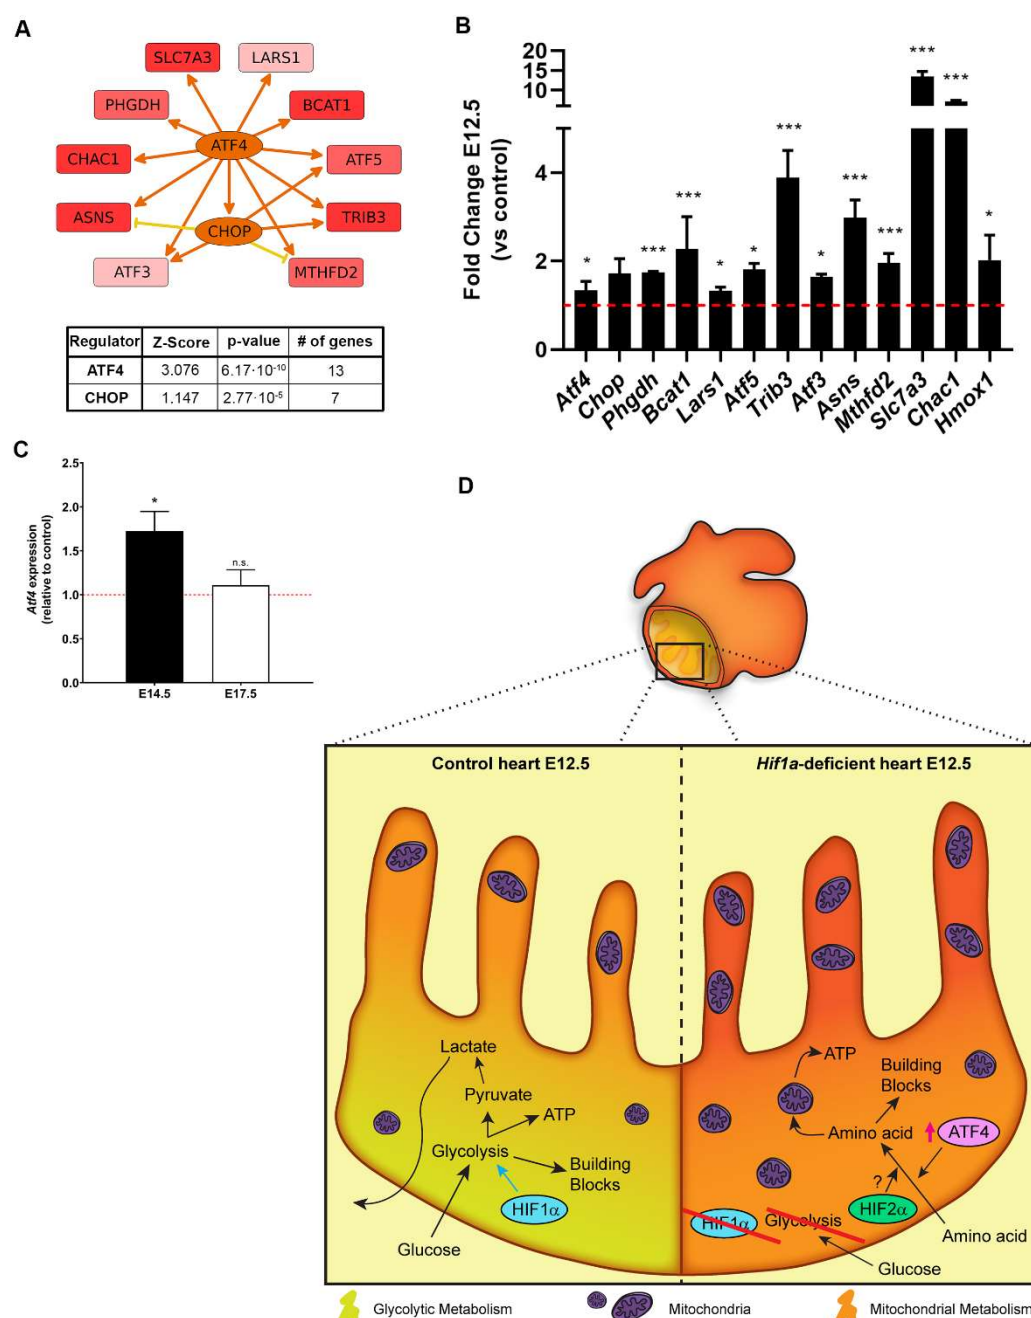 A
SLC7A3 LARS1
PHGDH BCAT1
ATF4
CHAC1 ATF5
ASNS TRIB3
CHOP
ATF3 MTHFD2
Regulator Z-Score p-value # of genes
ATF4 3.076 6.17·10⁻¹⁰ 13
CHOP 1.147 2.77·10⁻⁵ 7
B
Fold Change E12.5
(vs control)
20
15
10
4
2
0
* *** *** * * *** * *** *** *** *** *
Atf4 Chop Phgdh Bcat1 Lars1 Atf5 Trib3 Atf3 Asns Mthfd2 Slc7a3 Chac1 Hmox1
C
Atf4 expression
(relative to control)
2.5
2.0
1.5
1.0
0.5
0.0
* n.s.
E14.5 E17.5
D
Control heart E12.5
Lactate
Pyruvate
ATP
Glycolysis
Building
Blocks
HIF1α
Glucose
Hif1a-deficient heart E12.5
ATP
Building
Blocks
Amino acid
ATF4
?
HIF2α
HIF1α
Glycolysis
Amino acid
Glucose
Glycolytic Metabolism Mitochondria Mitochondrial Metabolism